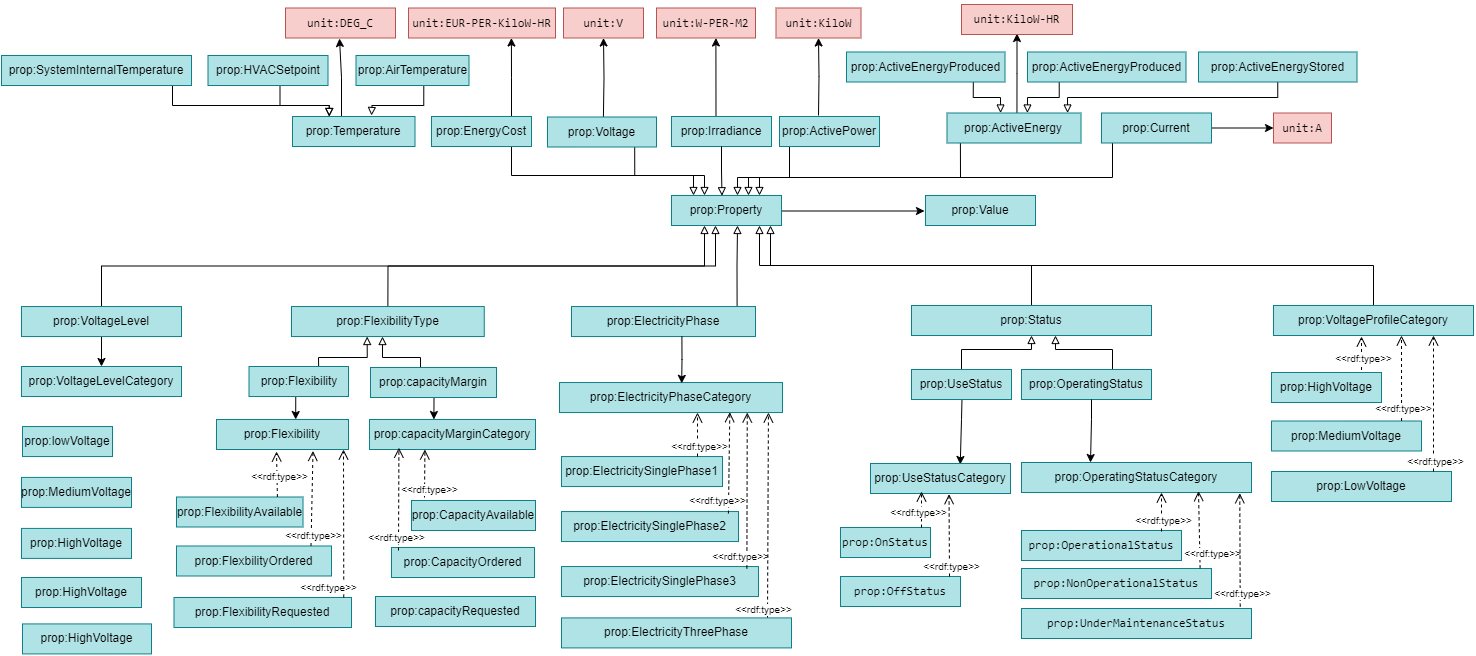 unit:DEG_C
unit:EUR-PER-KiloW-HR
unit:V
unit:W-PER-M2
unit:KiloW
unit:KiloW-HR
prop:SystemInternalTemperature
prop:HVACSetpoint
prop:AirTemperature
prop:ActiveEnergyProduced
prop:ActiveEnergyProduced
prop:ActiveEnergyStored
prop:Temperature
prop:EnergyCost
prop:Voltage
prop:Irradiance
prop:ActivePower
prop:ActiveEnergy
prop:Current
unit:A
prop:Property
prop:Value
prop:VoltageLevel
prop:FlexibilityType
prop:ElectricityPhase
prop:Status
prop:VoltageProfileCategory
<<rdf:type>>
prop:VoltageLevelCategory
prop:Flexibility
prop:capacityMargin
prop:ElectricityPhaseCategory
prop:UseStatus
prop:OperatingStatus
prop:HighVoltage
<<rdf:type>>
prop:lowVoltage
prop:Flexibility
prop:capacityMarginCategory
<<rdf:type>>
prop:MediumVoltage
<<rdf:type>>
<<rdf:type>>
<<rdf:type>>
prop:ElectricitySinglePhase1
prop:UseStatusCategory
prop:OperatingStatusCategory
prop:LowVoltage
prop:MediumVoltage
<<rdf:type>>
<<rdf:type>>
prop:FlexibilityAvailable
prop:CapacityAvailable
<<rdf:type>>
<<rdf:type>>
prop:ElectricitySinglePhase2
<<rdf:type>>
<<rdf:type>>
prop:HighVoltage
prop:OnStatus
prop:OperationalStatus
<<rdf:type>>
<<rdf:type>>
prop:FlexbilityOrdered
prop:CapacityOrdered
<<rdf:type>>
prop:ElectricitySinglePhase3
<<rdf:type>>
prop:NonOperationalStatus
prop:HighVoltage
prop:OffStatus
<<rdf:type>>
prop:FlexibilityRequested
prop:capacityRequested
<<rdf:type>>
prop:UnderMaintenanceStatus
prop:HighVoltage
prop:ElectricityThreePhase